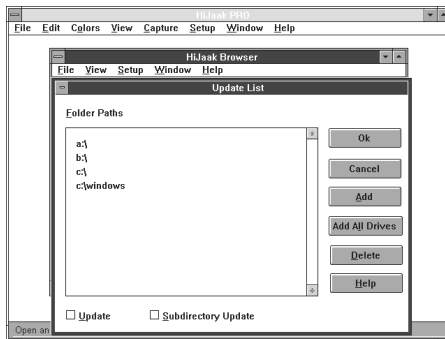 HiJaak PRO
File Edit Colors View Capture Setup Window Help
HiJaak Browser
File View Setup Window Help
Update List
Folder Paths
a:\
b:\
c:\
c:\windows
Ok
Cancel
Add
Add All Drives
Delete
Help
Update
Subdirectory Update
Open an